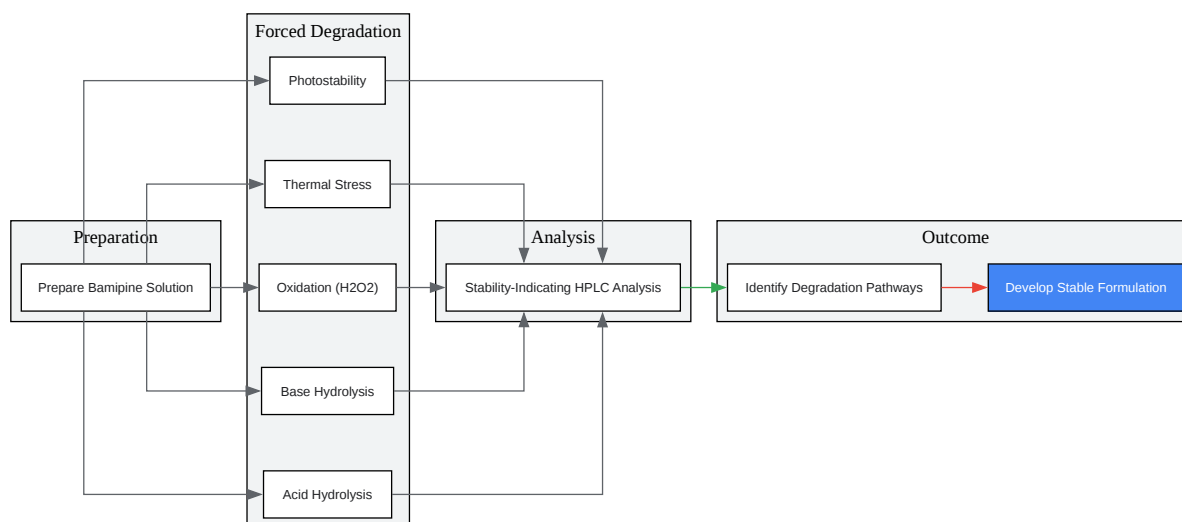 Forced Degradation
Photostability
Thermal Stress
Preparation
Analysis
Outcome
Prepare Bamipine Solution
Oxidation (H2O2)
Stability-Indicating HPLC Analysis
Identify Degradation Pathways
Develop Stable Formulation
Base Hydrolysis
Acid Hydrolysis